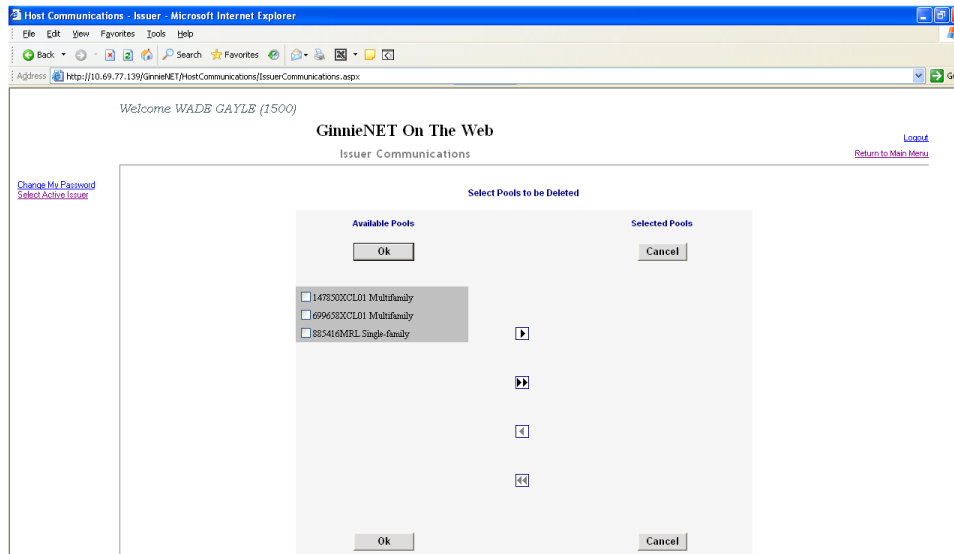 Host Communications - Issuer - Microsoft Internet Explorer
File Edit View Favorites Tools Help
Back Search Favorites
Address http://10.69.77.139/GinnieNET/HostCommunications/IssuerCommunications.aspx
Welcome WADE GAYLE (1500)
GinnieNET On The Web
Logout
Issuer Communications
Return to Main Menu
Change My Password
Select Active Issuer
Select Pools to be Deleted
Available Pools Selected Pools
Ok Cancel
147850XCL01 Multifamily
699658XCL01 Multifamily
885416MRL Single-family
Ok Cancel